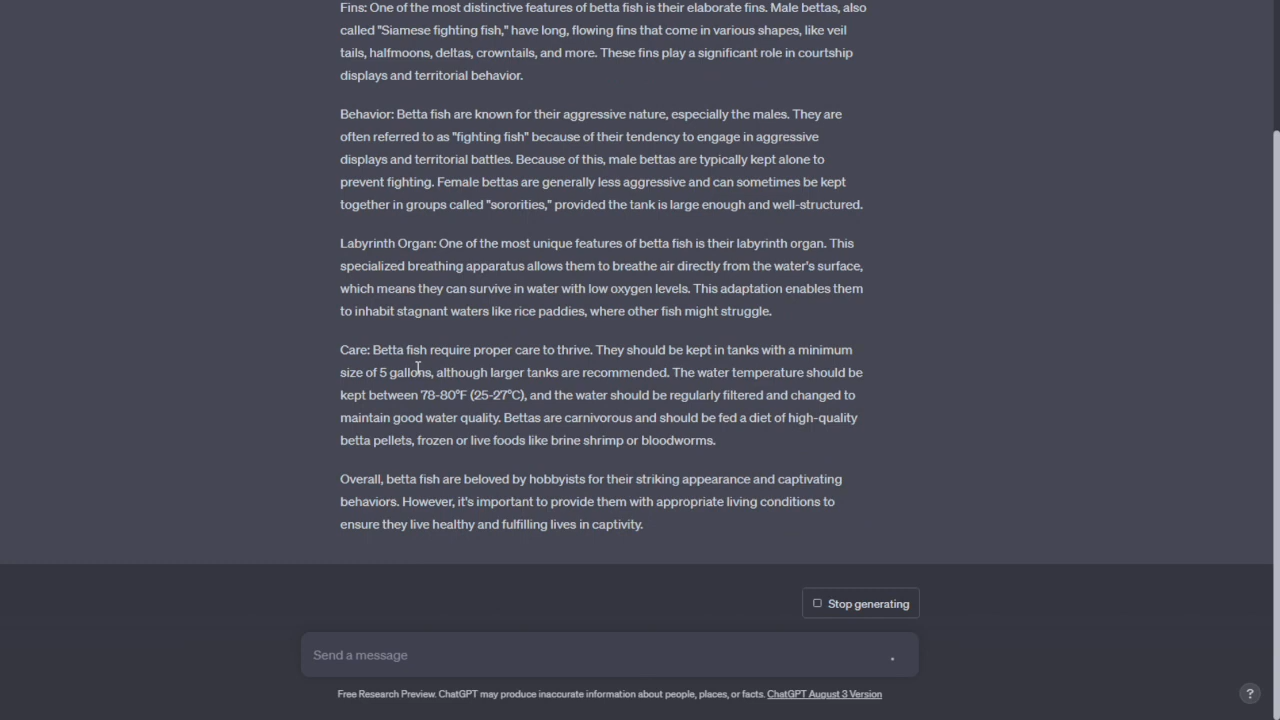 Fins: One of the most distinctive features of betta fish is their elaborate fins. Male bettas, also
called "Siamese fighting fish," have long, flowing fins that come in various shapes, like veil
tails, halfmoons, deltas, crowntails, and more. These fins play a significant role in courtship
displays and territorial behavior.
Behavior: Betta fish are known for their aggressive nature, especially the males. They are
often referred to as "fighting fish" because of their tendency to engage in aggressive
displays and territorial battles. Because of this, male bettas are typically kept alone to
prevent fighting. Female bettas are generally less aggressive and can sometimes be kept
together in groups called "sororities," provided the tank is large enough and well-structured.
Labyrinth Organ: One of the most unique features of betta fish is their labyrinth organ. This
specialized breathing apparatus allows them to breathe air directly from the water's surface,
which means they can survive in water with low oxygen levels. This adaptation enables them
to inhabit stagnant waters like rice paddies, where other fish might struggle.
Care: Betta fish require proper care to thrive. They should be kept in tanks with a minimum
size of 5 gallons, although larger tanks are recommended. The water temperature should be
kept between 78-80°F (25-27°C), and the water should be regularly filtered and changed to
maintain good water quality. Bettas are carnivorous and should be fed a diet of high-quality
betta pellets, frozen or live foods like brine shrimp or bloodworms.
Overall, betta fish are beloved by hobbyists for their striking appearance and captivating
behaviors. However, it's important to provide them with appropriate living conditions to
ensure they live healthy and fulfilling lives in captivity.
Stop generating
Send a message
Free Research Preview. ChatGPT may produce inaccurate information about people, places, or facts. ChatGPT August 3 Version
?